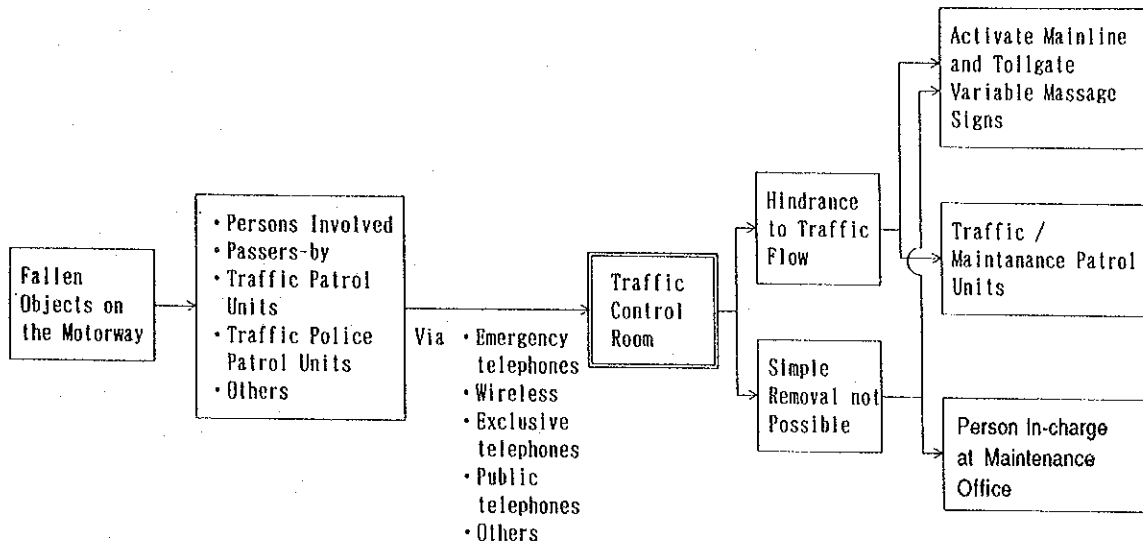 Fallen
Objects on
the Motorway
・Persons Involved
・Passers-by
・Traffic Patrol
Units
・Traffic Police
Patrol Units
・Others
Via
・Emergency
telephones
・Wireless
・Exclusive
telephones
・Public
telephones
・Others
Traffic
Control
Room
Hindrance
to Traffic
Flow
Simple
Removal not
Possible
Activate Mainline
and Tollgate
Variable Massage
Signs
Traffic /
Maintanance Patrol
Units
Person In-charge
at Maintenance
Office